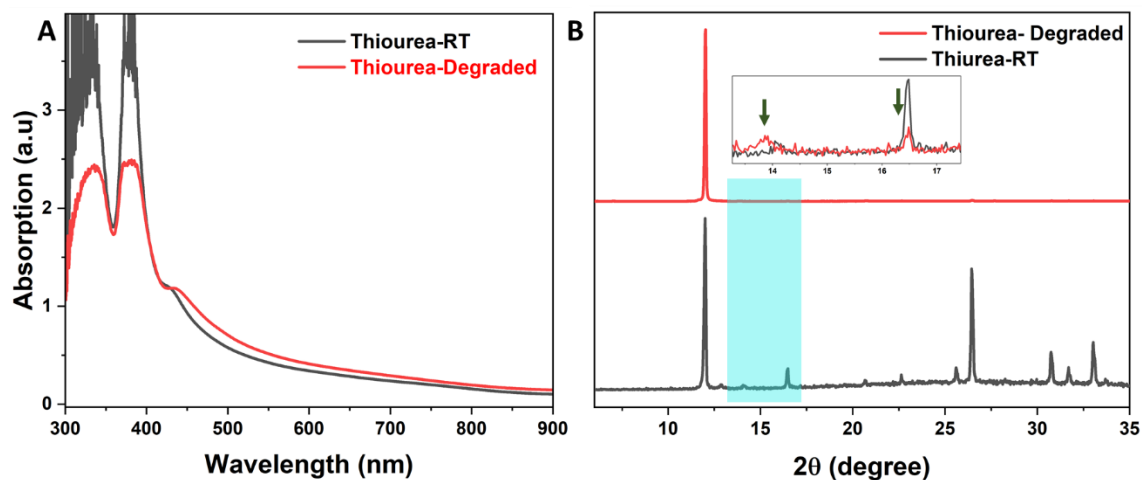 A
Thiourea-RT
Thiourea-Degraded
Absorption (a.u)
3
2
1
0
300 400 500 600 700 800 900
Wavelength (nm)
B
Thiourea- Degraded
Thiurea-RT
14 15 16 17
10 15 20 25 30 35
2θ (degree)